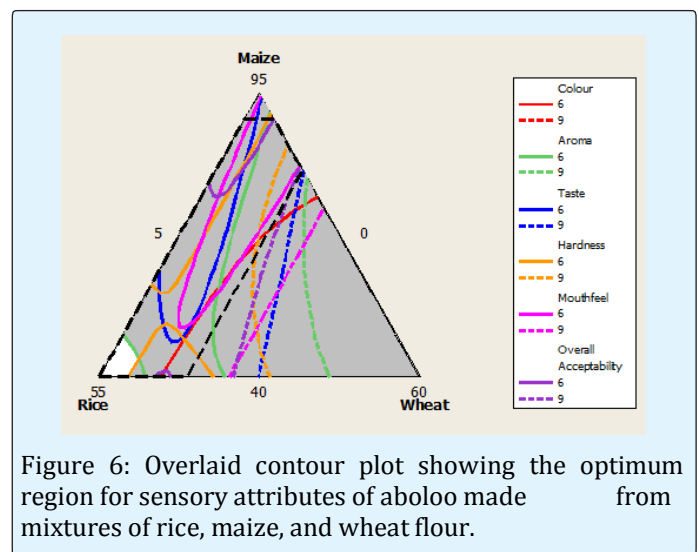 Maize
95
5
0
55
40
60
Rice
Wheat
Colour
6
9
Aroma
6
9
Taste
6
9
Hardness
6
9
Mouthfeel
6
9
Overall
Acceptability
6
9
Figure 6: Overlaid contour plot showing the optimum
region for sensory attributes of aboloo made from
mixtures of rice, maize, and wheat flour.